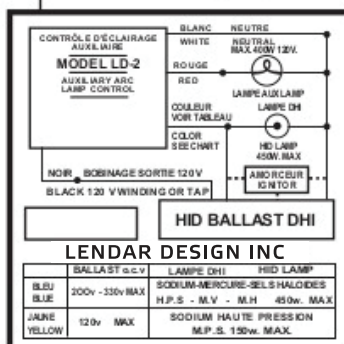 CONTRÔLE D'ÉCLAIRAGE
AUXILIAIRE
MODEL LD-2
AUXILIARY ARC
LAMP CONTROL
BLANC NEUTRE
WHITE NEUTRAL
MAX. 400W 120V.
ROUGE
RED
LAMPE AUX LAMP
COULEUR
VOIR TABLEAU
LAMPE DHI
COLOR
SEE CHART
HID LAMP
450W. MAX
NOIR BOBINAGE SORTIE 120 V
BLACK 120 V WINDING OR TAP
AMORCEUR
IGNITOR
HID BALLAST DHI
LENDAR DESIGN INC
BALLAST o.c.v LAMPE DHI HID LAMP
BLEU
BLUE
200v - 330v MAX
SODIUM-MERCURE-SELS HALOIDES
H.P.S - M.V - M.H 450w. MAX
JAUNE
YELLOW
120v MAX
SODIUM HAUTE PRESSION
M.P.S. 150w. MAX.